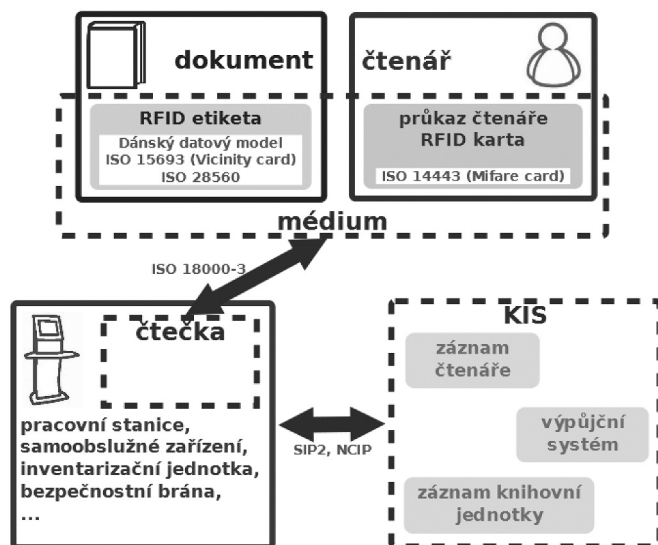 dokument
RFID etiketa
Dánský datový model
ISO 15693 (Vicinity card)
ISO 28560
čtenář
průkaz čtenáře
RFID karta
ISO 14443 (Mifare card)
médium
ISO 18000-3
čtečka
pracovní stanice,
samoobslužné zařízení,
inventarizační jednotka,
bezpečnostní brána,
...
SIP2, NCIP
KIS
záznam
čtenáře
výpůjční
systém
záznam knihovní
jednotky